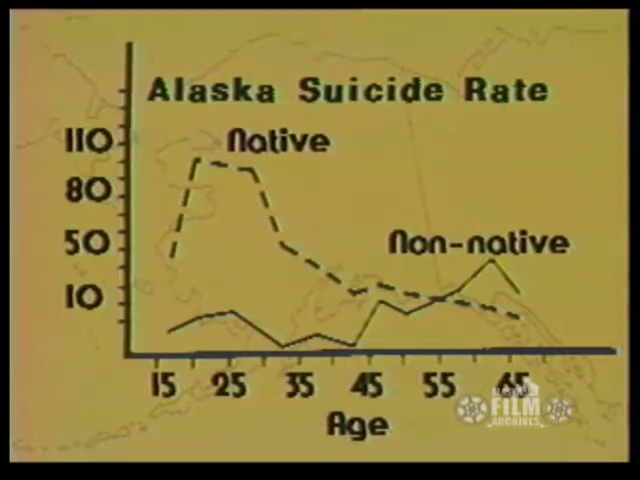 Alaska Suicide Rate
Native
Non-native
110
80
50
10
15 25 35 45 55 65
Age
FILM
ARCHIVES